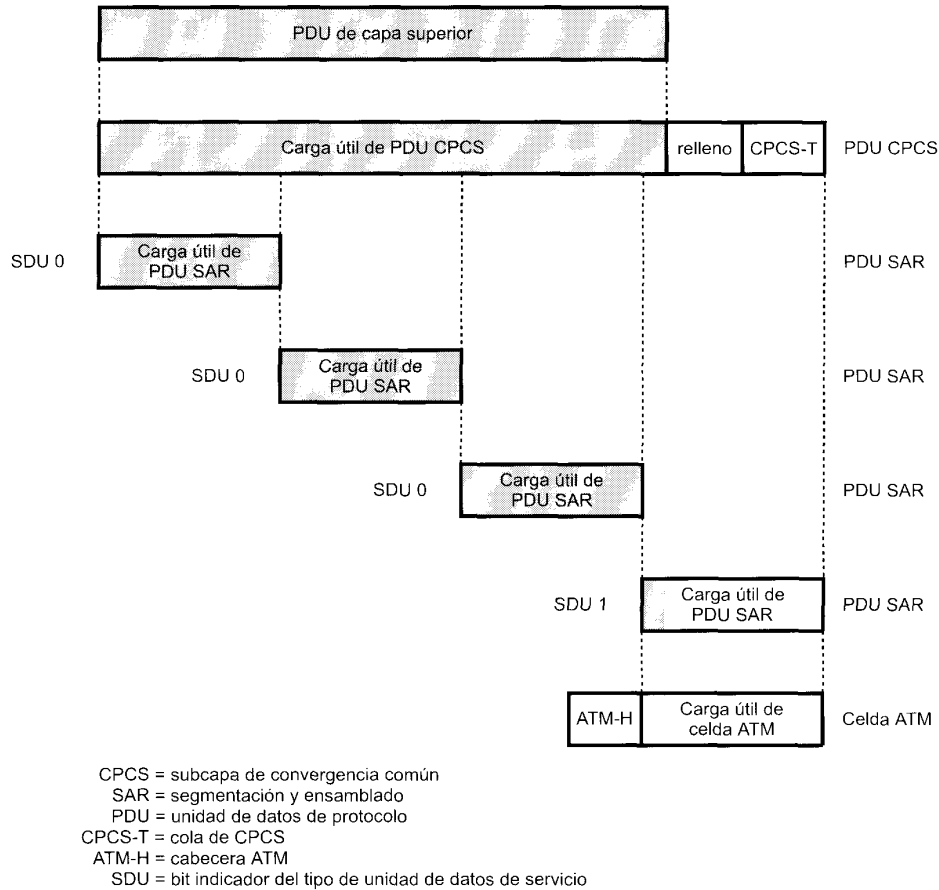 PDU de capa superior
Carga útil de PDU CPCS
relleno
CPCS-T
PDU CPCS
SDU 0
Carga útil de
PDU SAR
PDU SAR
SDU 0
Carga útil de
PDU SAR
PDU SAR
SDU 0
Carga útil de
PDU SAR
PDU SAR
SDU 1
Carga útil de
PDU SAR
PDU SAR
ATM-H
Carga útil de
celda ATM
Celda ATM
CPCS = subcapa de convergencia común
SAR = segmentación y ensamblado
PDU = unidad de datos de protocolo
CPCS-T = cola de CPCS
ATM-H = cabecera ATM
SDU = bit indicador del tipo de unidad de datos de servicio